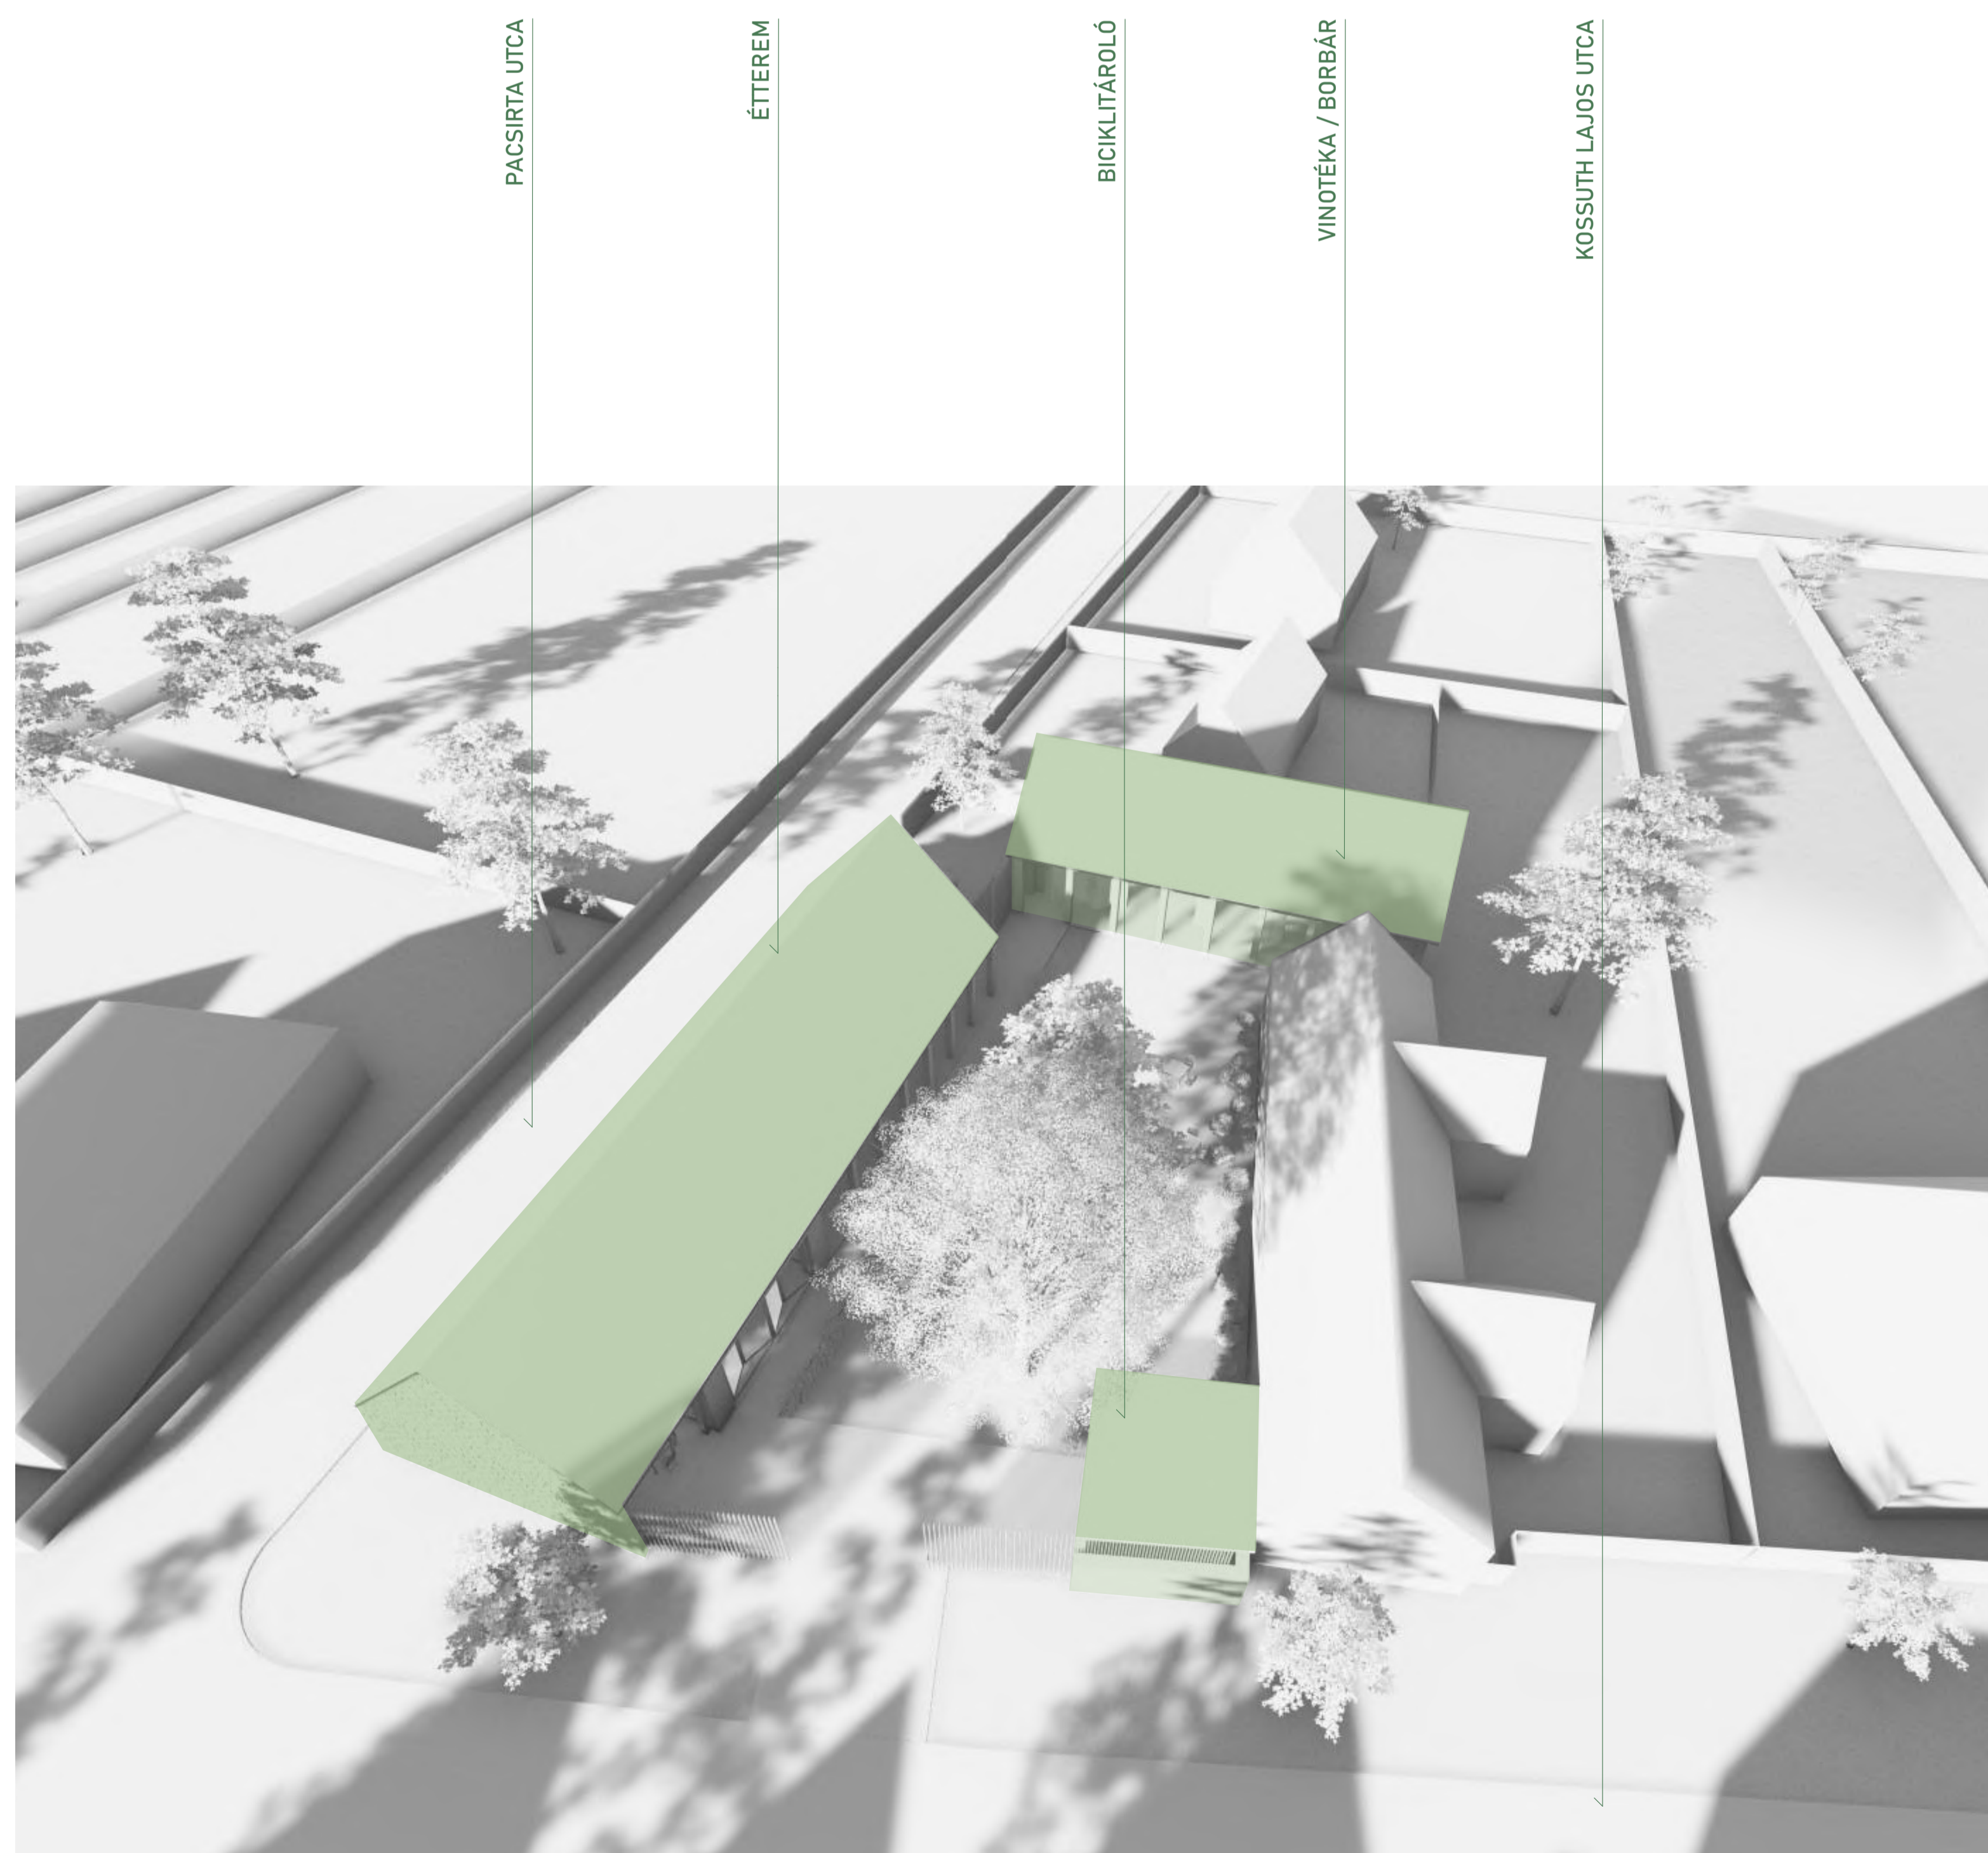 PACSIRTA UTCA
ÉTTEREM
BICIKLITÁROLÓ
VINOTÉKA / BORBÁR
KOSSUTH LAJOS UTCA